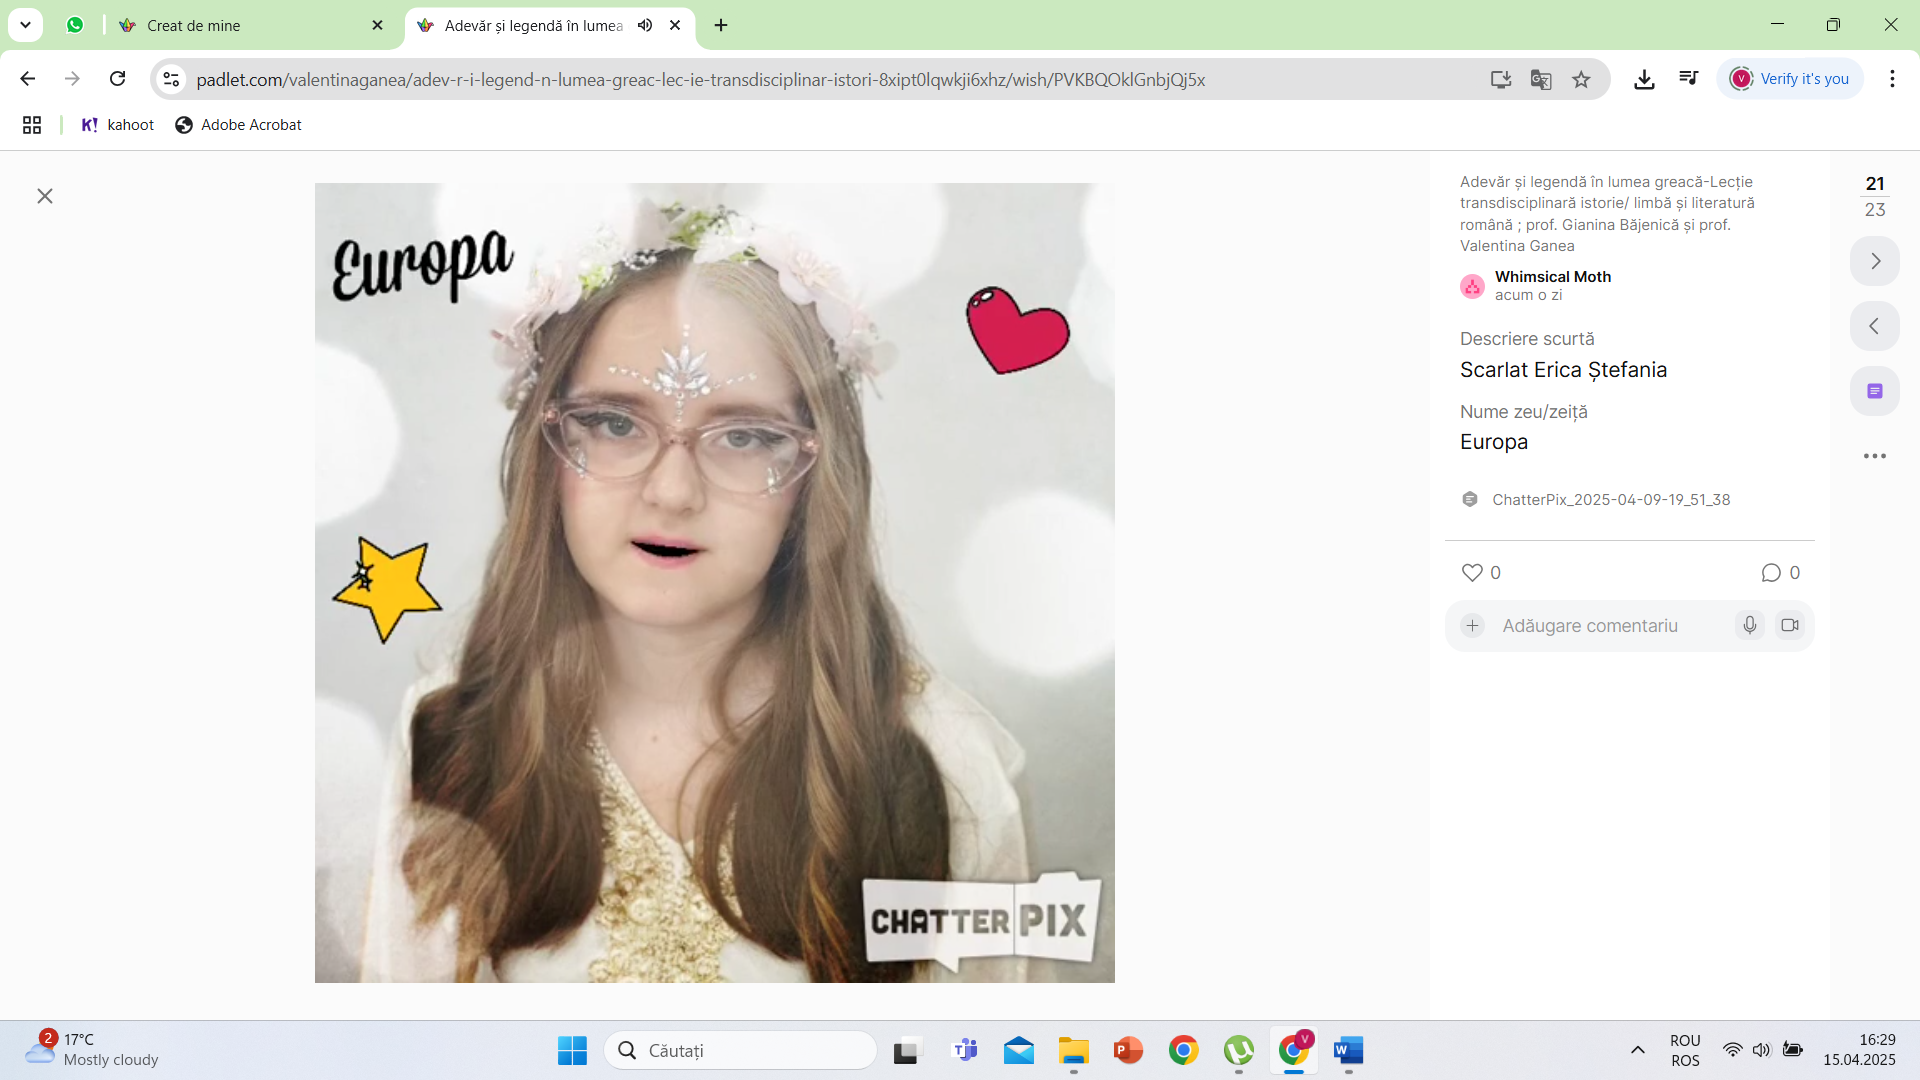 Creat de mine
Adevăr și legendă în lumea
padlet.com/valentinaganea/adev-r-i-legend-n-lumea-greac-lec-ie-transdisciplinar-istori-8xipt0lqwkji6xhz/wish/PVKBQOklGnbjQj5x
Verify it's you
K! kahoot
Adobe Acrobat
Europa
CHATTER PIX
Adevăr și legendă în lumea greacă-Lecție
transdisciplinară istorie/ limbă și literatură
română ; prof. Gianina Băjenică și prof.
Valentina Ganea
Whimsical Moth
acum o zi
Descriere scurtă
Scarlat Erica Ștefania
Nume zeu/zeiță
Europa
ChatterPix_2025-04-09-19_51_38
0
0
Adăugare comentariu
21
23
2
17°C
Mostly cloudy
Căutați
ROU
ROS
16:29
15.04.2025